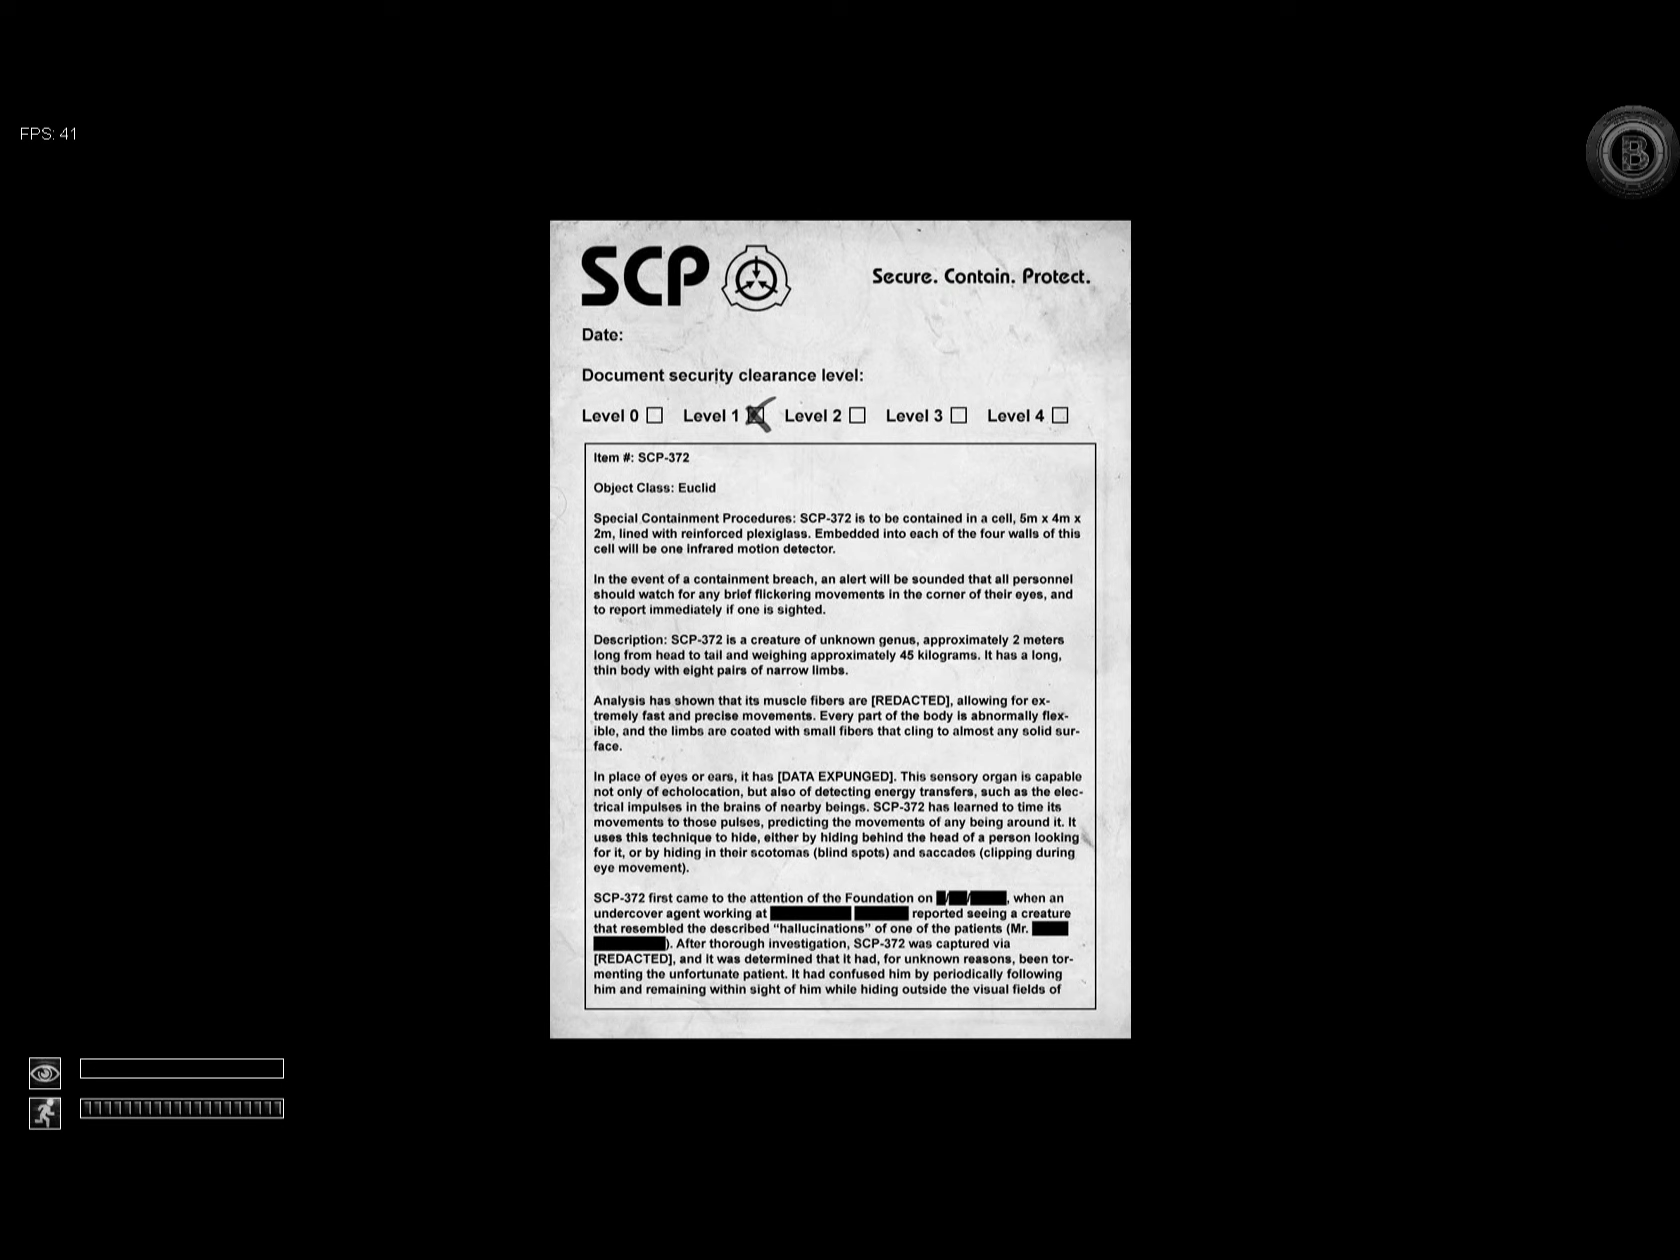 FPS: 41
B
SCP
Secure. Contain. Protect.
Date:
Document security clearance level:
Level 0 Level 1 Level 2 Level 3 Level 4
Item #: SCP-372
Object Class: Euclid
Special Containment Procedures: SCP-372 is to be contained in a cell, 5m x 4m x
2m, lined with reinforced plexiglass. Embedded into each of the four walls of this
cell will be one infrared motion detector.
In the event of a containment breach, an alert will be sounded that all personnel
should watch for any brief flickering movements in the corner of their eyes, and
to report immediately if one is sighted.
Description: SCP-372 is a creature of unknown genus, approximately 2 meters
long from head to tail and weighing approximately 45 kilograms. It has a long,
thin body with eight pairs of narrow limbs.
Analysis has shown that its muscle fibers are [REDACTED], allowing for ex-
tremely fast and precise movements. Every part of the body is abnormally flex-
ible, and the limbs are coated with small fibers that cling to almost any solid sur-
face.
In place of eyes or ears, it has [DATA EXPUNGED]. This sensory organ is capable
not only of echolocation, but also of detecting energy transfers, such as the elec-
trical impulses in the brains of nearby beings. SCP-372 has learned to time its
movements to those pulses, predicting the movements of any being around it. It
uses this technique to hide, either by hiding behind the head of a person looking
for it, or by hiding in their scotomas (blind spots) and saccades (clipping during
eye movement).
SCP-372 first came to the attention of the Foundation on / / , when an
undercover agent working at reported seeing a creature
that resembled the described "hallucinations" of one of the patients (Mr.
). After thorough investigation, SCP-372 was captured via
[REDACTED], and it was determined that it had, for unknown reasons, been tor-
menting the unfortunate patient. It had confused him by periodically following
him and remaining within sight of him while hiding outside the visual fields of